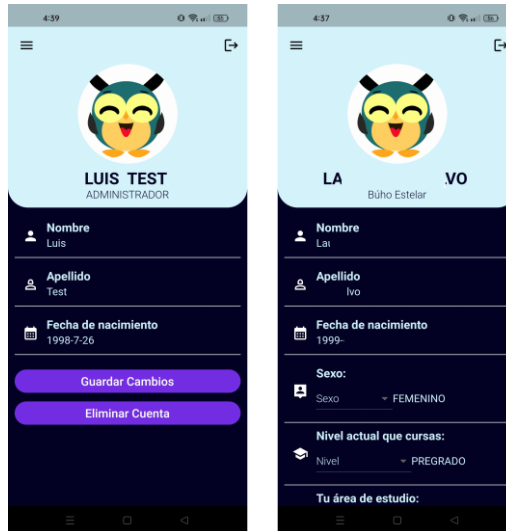 4:39
LUIS TEST
ADMINISTRADOR
Nombre
Luis
Apellido
Test
Fecha de nacimiento
1998-7-26
Guardar Cambios
Eliminar Cuenta
4:37
LA VO
Búho Estelar
Nombre
Apellido
lvo
Fecha de nacimiento
1999-
Sexo:
Sexo FEMENINO
Nivel actual que cursas:
Nivel PREGRADO
Tu área de estudio: